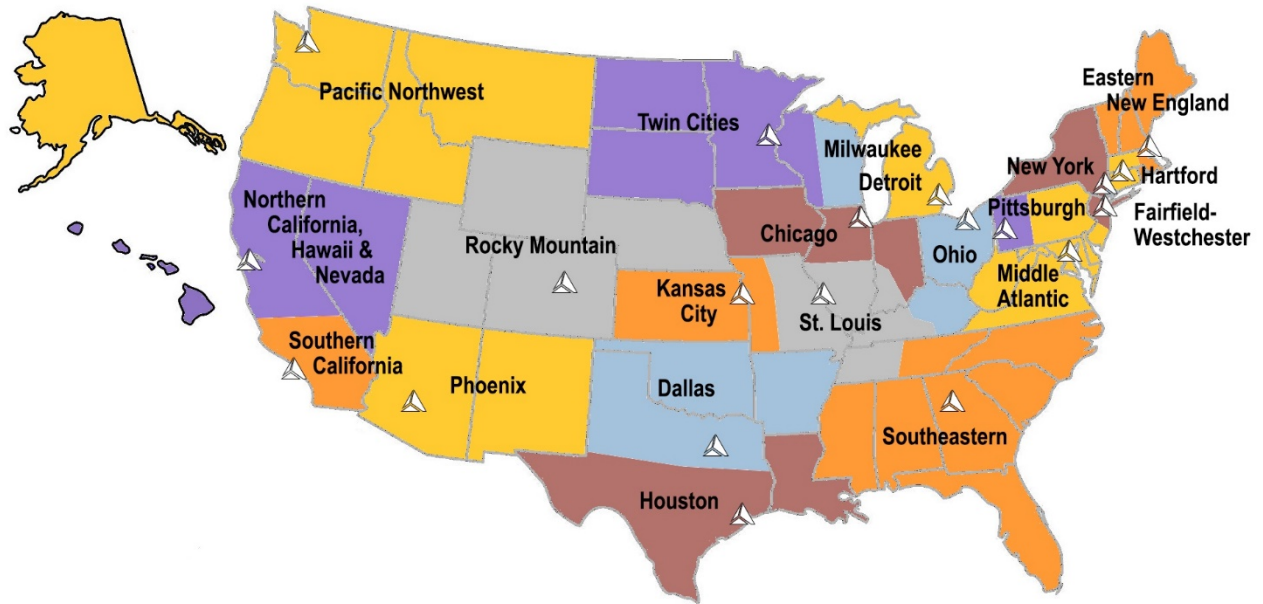 Pacific Northwest
Twin Cities
Milwaukee
Detroit
Eastern
New England
New York
Hartford
Fairfield-
Westchester
Pittsburgh
Northern
California,
Hawaii &
Nevada
Rocky Mountain
Chicago
Ohio
Middle
Atlantic
Kansas
City
St. Louis
Southern
California
Phoenix
Dallas
Southeastern
Houston